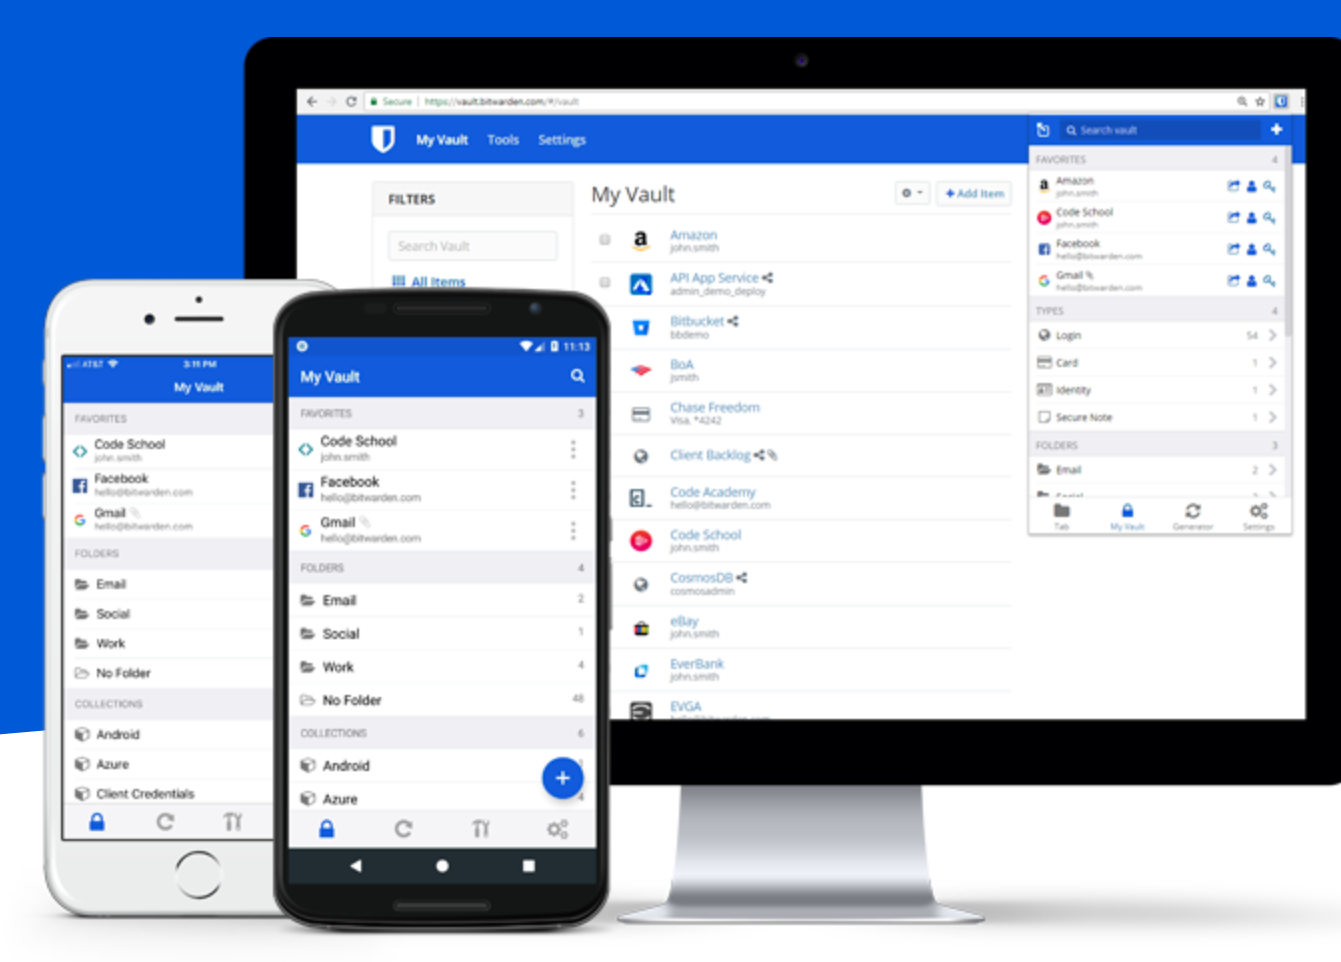 Secure | https://vault.bitwarden.com/#/vault
My Vault Tools Settings
FILTERS
Search Vault
All Items
My Vault
Add Item
Amazon
john.smith
API App Service
admin_demo_deploy
Bitbucket
bbdemo
BoA
jsmith
Chase Freedom
Visa, *4242
Client Backlog
Code Academy
hello@bitwarden.com
Code School
john.smith
CosmosDB
cosmosadmin
eBay
john.smith
EverBank
john.smith
EVGA
hello@bitwarden.com
Search vault
FAVORITES 4
Amazon
john.smith
Code School
john.smith
Facebook
hello@bitwarden.com
Gmail
hello@bitwarden.com
TYPES 4
Login 54
Card 1
Identity 1
Secure Note 1
FOLDERS 3
Email 2
Social
Tab My Vault Generator Settings
AT&T 3:11 PM
My Vault
FAVORITES
Code School
john.smith
Facebook
hello@bitwarden.com
Gmail
hello@bitwarden.com
FOLDERS
Email
Social
Work
No Folder
COLLECTIONS
Android
Azure
Client Credentials
11:13
My Vault
FAVORITES 3
Code School
john.smith
Facebook
hello@bitwarden.com
Gmail
hello@bitwarden.com
FOLDERS 4
Email 2
Social 1
Work 4
No Folder 48
COLLECTIONS 6
Android
Azure 4